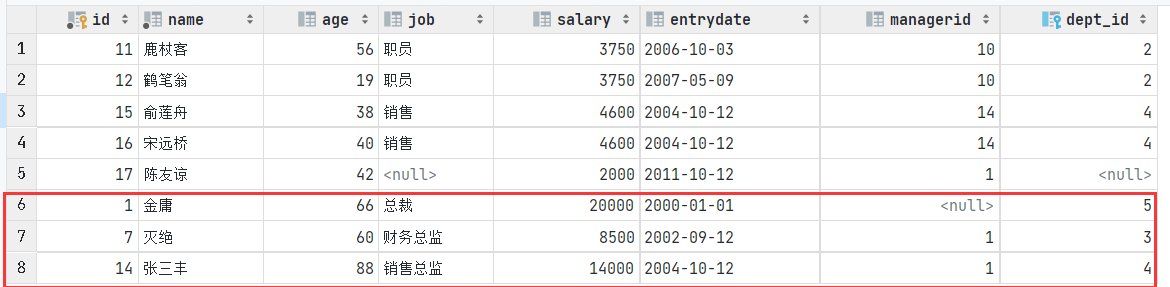 id name age job salary entrydate managerid dept_id
1 11 鹿杖客 56 职员 3750 2006-10-03 10 2
2 12 鹤笔翁 19 职员 3750 2007-05-09 10 2
3 15 俞莲舟 38 销售 4600 2004-10-12 14 4
4 16 宋远桥 40 销售 4600 2004-10-12 14 4
5 17 陈友谅 42 <null> 2000 2011-10-12 1 <null>
6 1 金庸 66 总裁 20000 2000-01-01 <null> 5
7 7 灭绝 60 财务总监 8500 2002-09-12 1 3
8 14 张三丰 88 销售总监 14000 2004-10-12 1 4